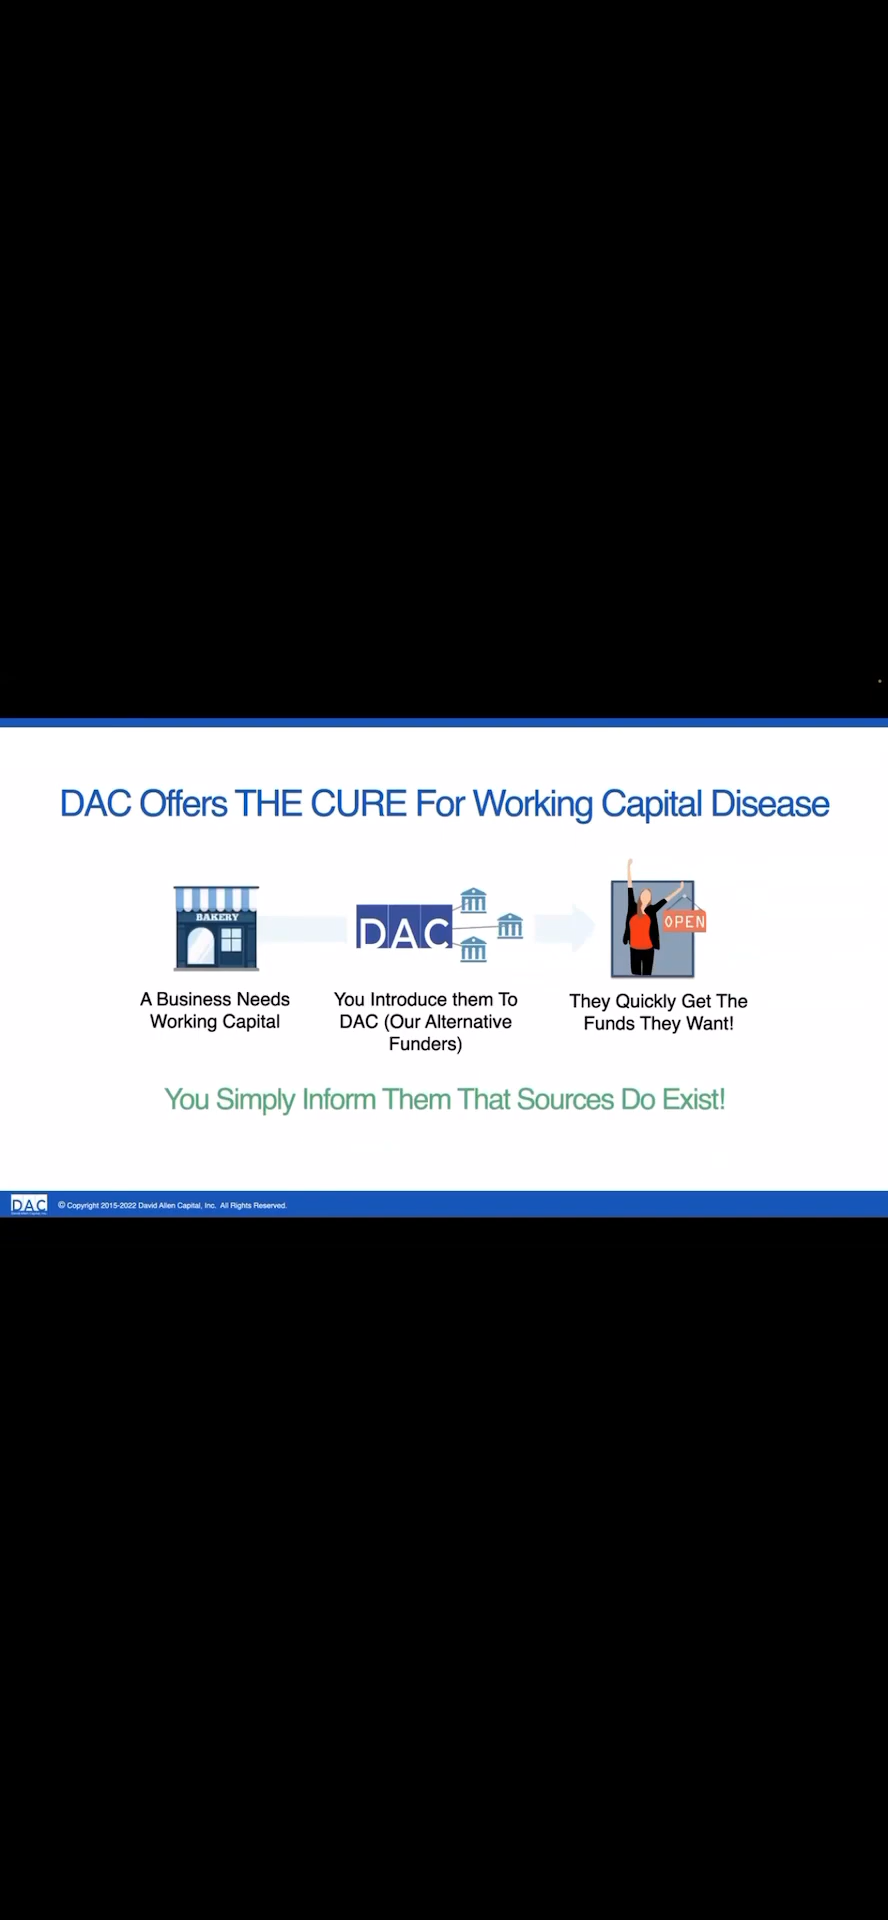 DAC Offers THE CURE For Working Capital Disease
BAKERY
DAC
OPEN
A Business Needs
Working Capital
You Introduce them To
DAC (Our Alternative
Funders)
They Quickly Get The
Funds They Want!
You Simply Inform Them That Sources Do Exist!
DAC
© Copyright 2015-2022 David Allen Capital, Inc. All Rights Reserved.